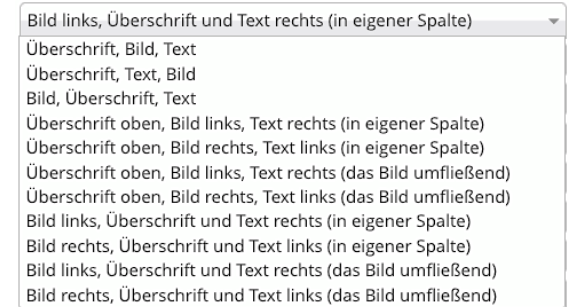 Bild links, Überschrift und Text rechts (in eigener Spalte)
Überschrift, Bild, Text
Überschrift, Text, Bild
Bild, Überschrift, Text
Überschrift oben, Bild links, Text rechts (in eigener Spalte)
Überschrift oben, Bild rechts, Text links (in eigener Spalte)
Überschrift oben, Bild links, Text rechts (das Bild umfließend)
Überschrift oben, Bild rechts, Text links (das Bild umfließend)
Bild links, Überschrift und Text rechts (in eigener Spalte)
Bild rechts, Überschrift und Text links (in eigener Spalte)
Bild links, Überschrift und Text rechts (das Bild umfließend)
Bild rechts, Überschrift und Text links (das Bild umfließend)